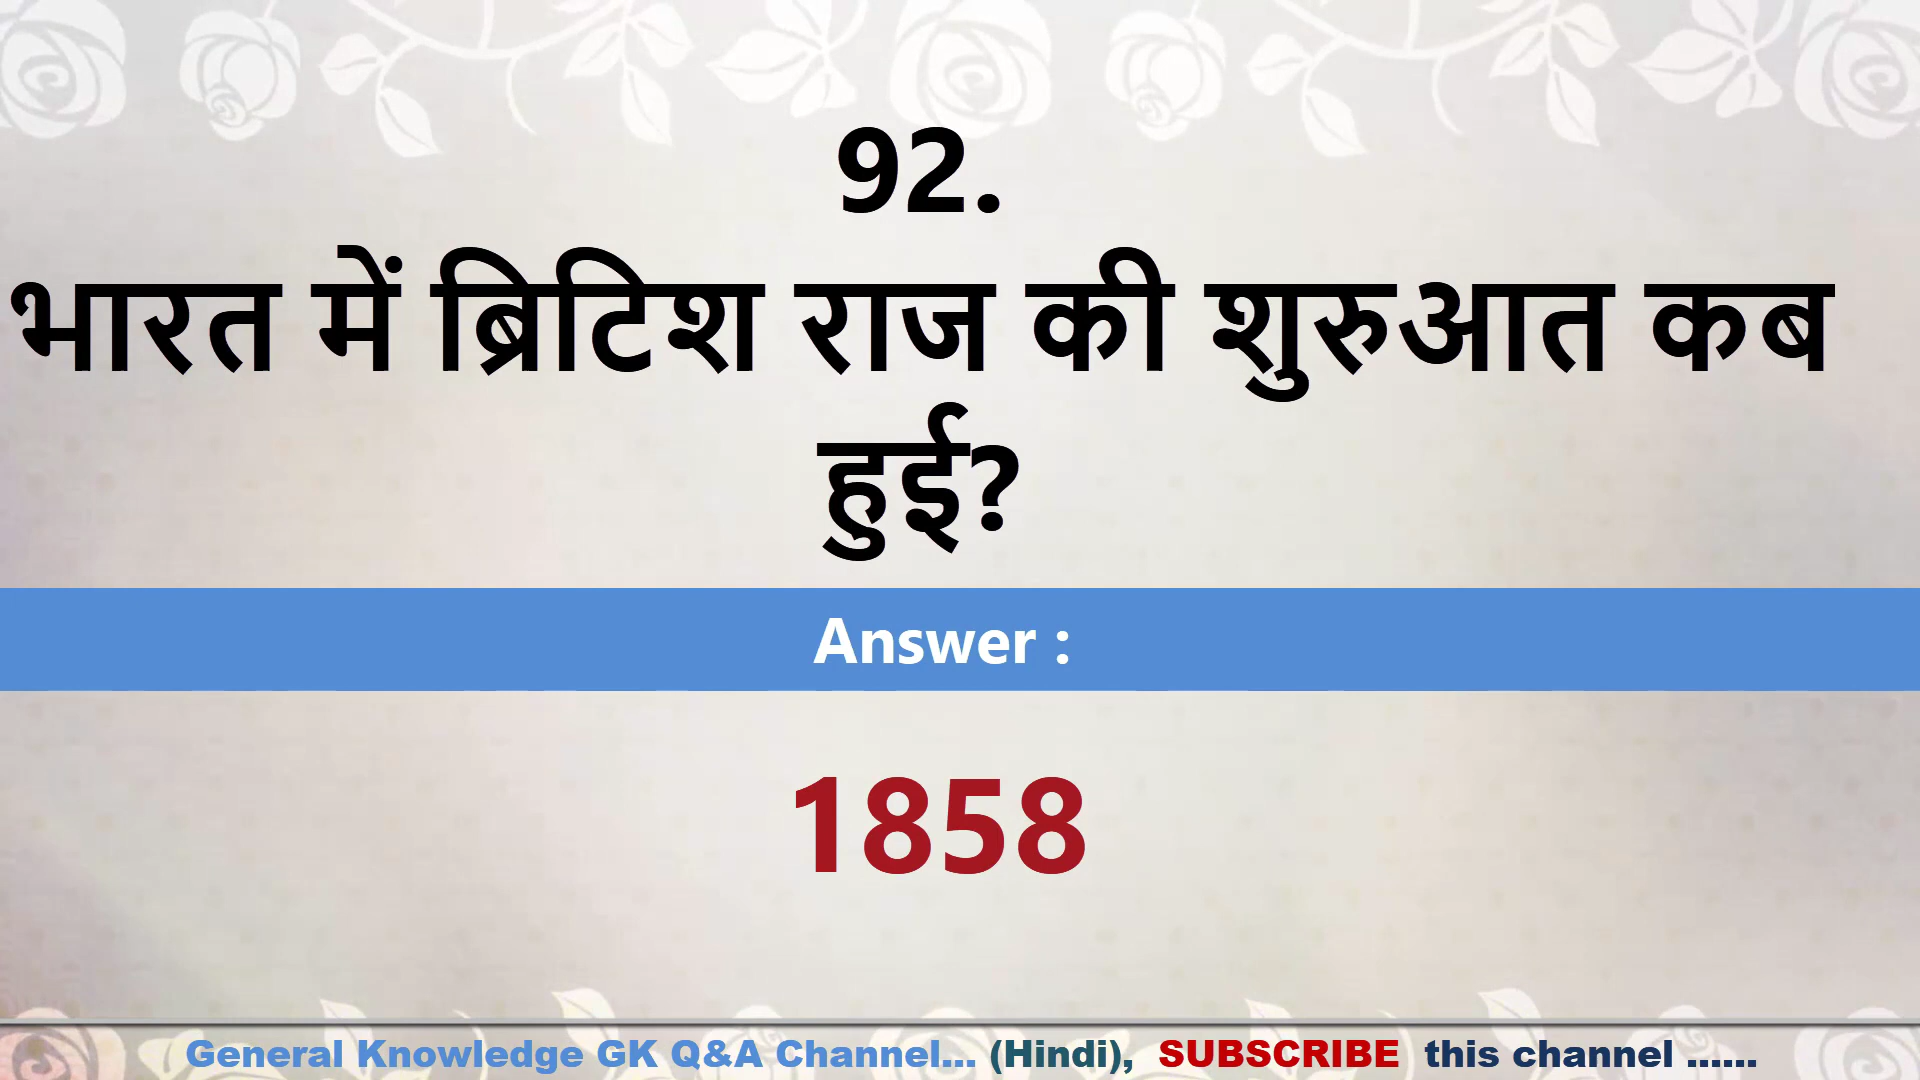 92.
भारत में ब्रिटिश राज की शुरुआत कब
हुई?
Answer :
1858
General Knowledge GK Q&A Channel... (Hindi), SUBSCRIBE this channel ......